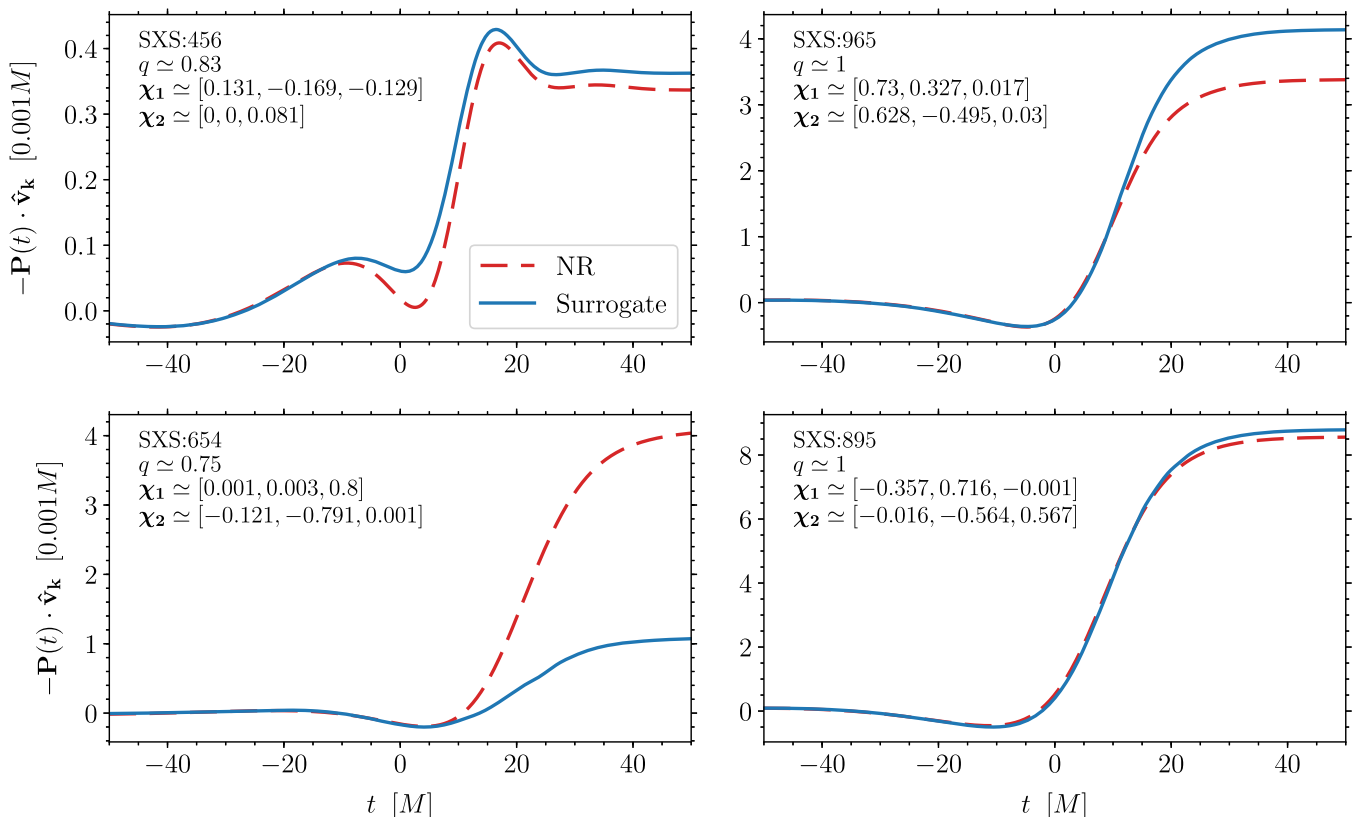 SXS:456
q ≃ 0.83
χ₁ ≃ [0.131, −0.169, −0.129]
χ₂ ≃ [0, 0, 0.081]
−P(t) · v̂ₖ [0.001M]
0.4
0.3
0.2
0.1
0.0
NR
Surrogate
−40 −20 0 20 40
SXS:965
q ≃ 1
χ₁ ≃ [0.73, 0.327, 0.017]
χ₂ ≃ [0.628, −0.495, 0.03]
4
3
2
1
0
−40 −20 0 20 40
SXS:654
q ≃ 0.75
χ₁ ≃ [0.001, 0.003, 0.8]
χ₂ ≃ [−0.121, −0.791, 0.001]
−P(t) · v̂ₖ [0.001M]
4
3
2
1
0
−40 −20 0 20 40
t [M]
SXS:895
q ≃ 1
χ₁ ≃ [−0.357, 0.716, −0.001]
χ₂ ≃ [−0.016, −0.564, 0.567]
8
6
4
2
0
−40 −20 0 20 40
t [M]